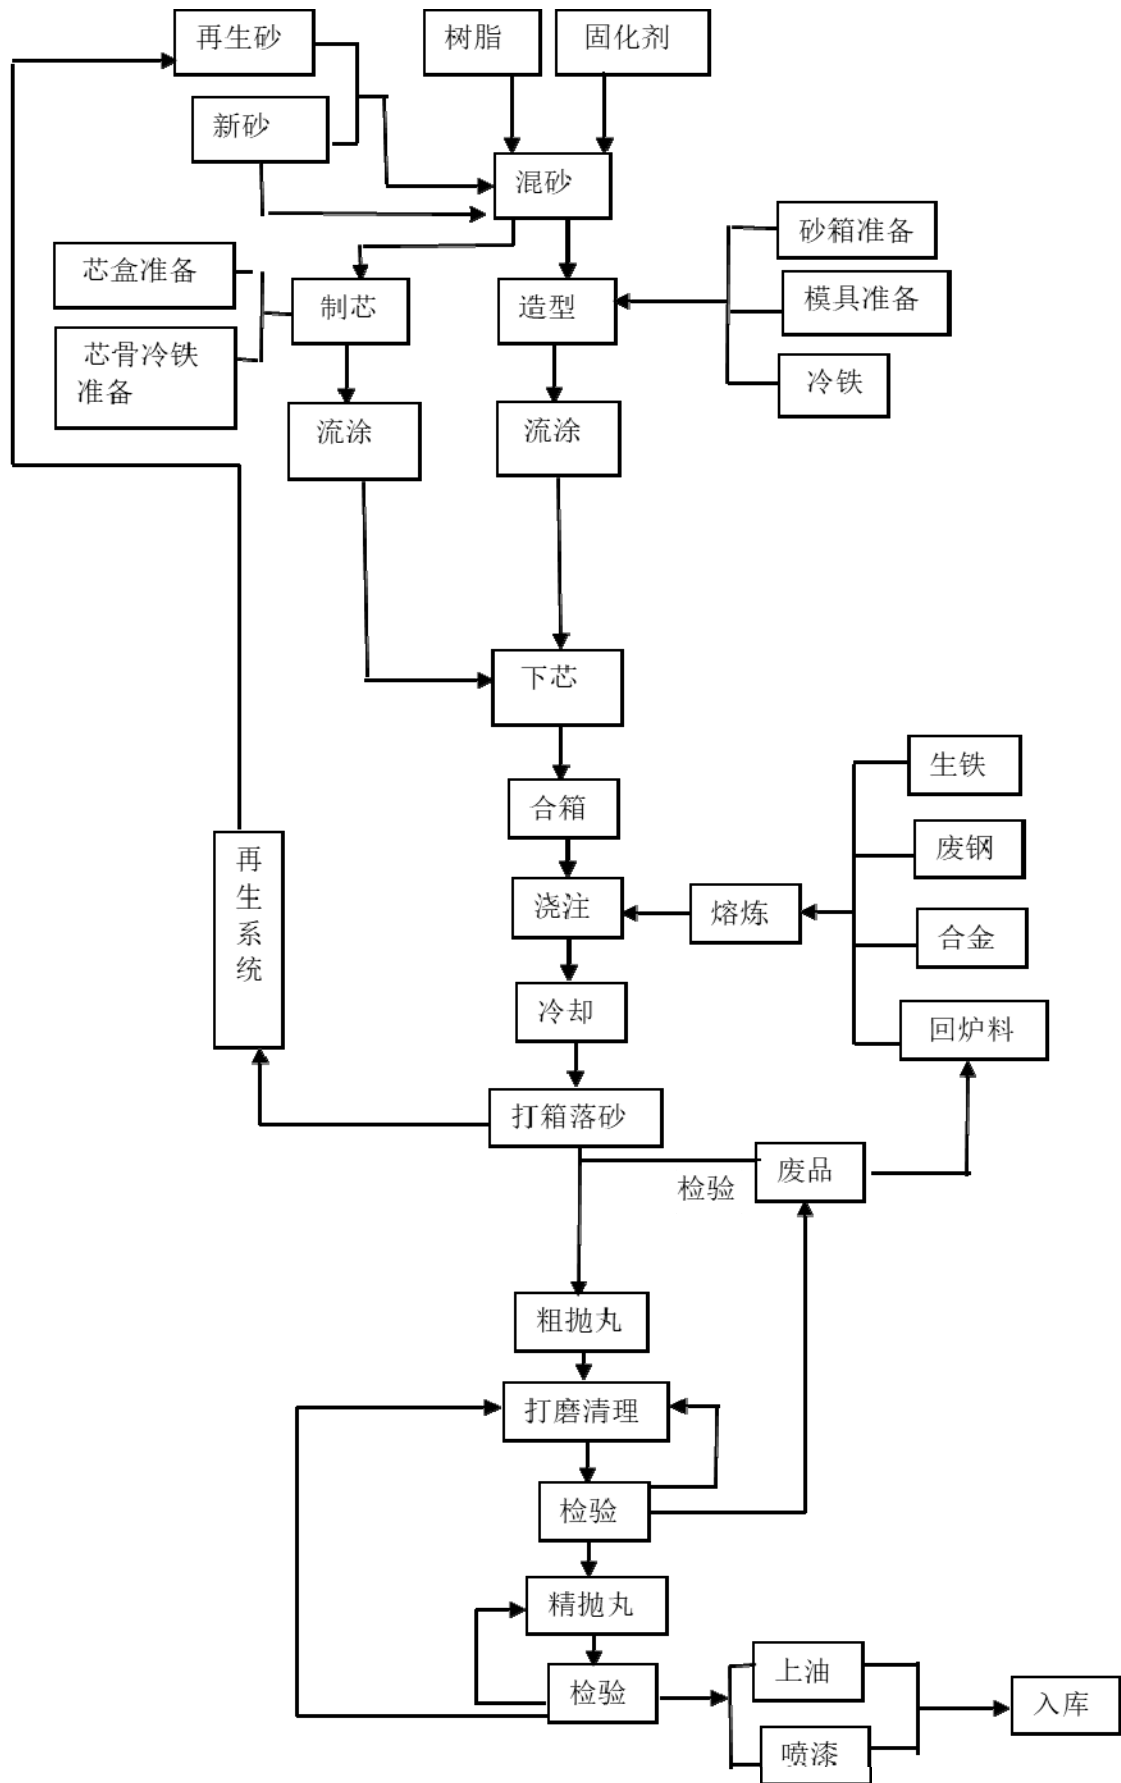 再生砂
树脂
固化剂
新砂
混砂
砂箱准备
芯盒准备
制芯
造型
模具准备
芯骨冷铁
准备
冷铁
流涂
流涂
下芯
生铁
合箱
废钢
再
生
系
统
浇注
熔炼
合金
冷却
回炉料
打箱落砂
废品
检验
粗抛丸
打磨清理
检验
精抛丸
检验
上油
入库
喷漆